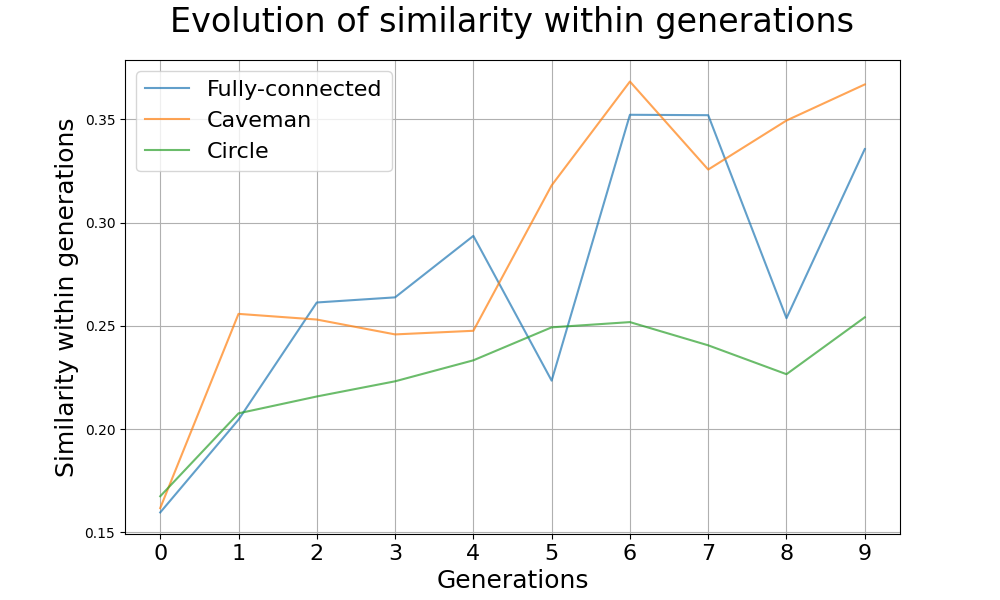 Evolution of similarity within generations
Fully-connected
Caveman
Circle
Similarity within generations
0.35
0.30
0.25
0.20
0.15
0 1 2 3 4 5 6 7 8 9
Generations